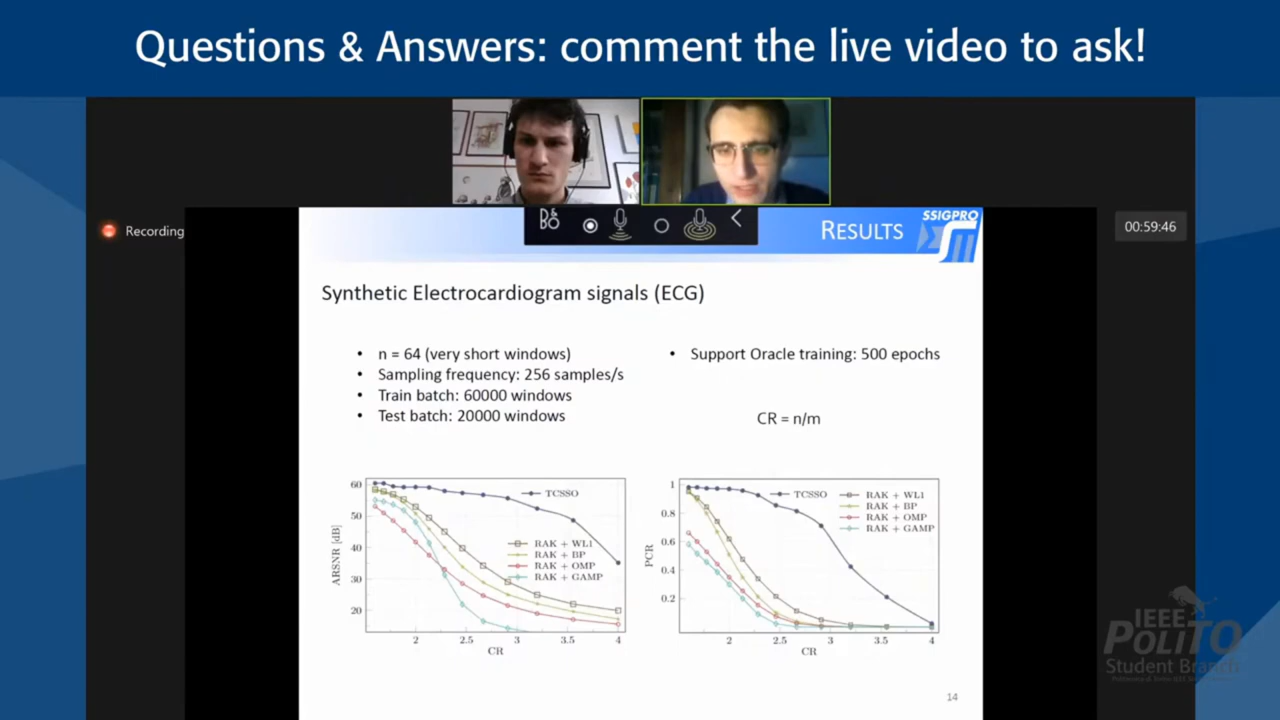 Questions & Answers: comment the live video to ask!
Recording
B&O
RESULTS
SSIGPRO
00:59:46
Synthetic Electrocardiogram signals (ECG)
• n = 64 (very short windows)
• Sampling frequency: 256 samples/s
• Train batch: 60000 windows
• Test batch: 20000 windows
• Support Oracle training: 500 epochs
CR = n/m
60
50
40
30
20
ARSNR [dB]
TCSSO
RAK + WL1
RAK + BP
RAK + OMP
RAK + GAMP
2
2.5
3
3.5
4
CR
1
0.8
0.6
0.4
0.2
PCR
TCSSO
RAK + WL1
RAK + BP
RAK + OMP
RAK + GAMP
2
2.5
3
3.5
4
CR
14
IEEE
POLITO
Student Branch